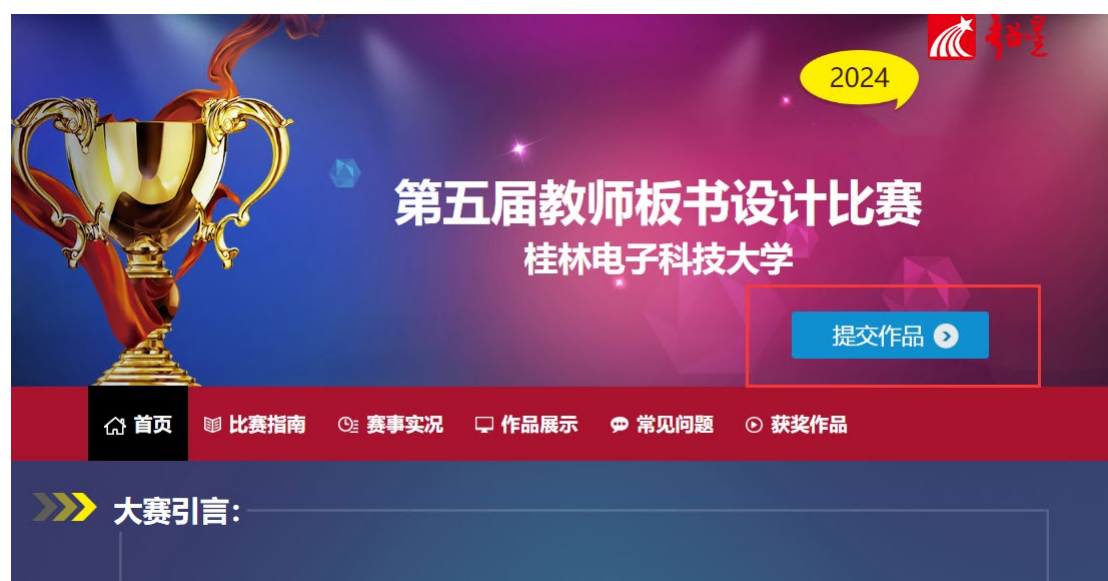 超星
2024
第五届教师板书设计比赛
桂林电子科技大学
提交作品
首页 比赛指南 赛事实况 作品展示 常见问题 获奖作品
大赛引言：